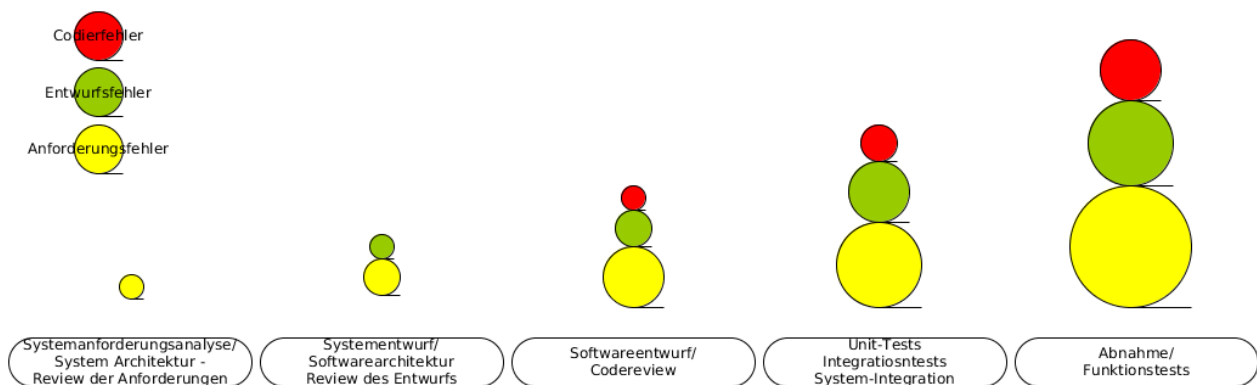 Codierfehler
Entwurfsfehler
Anforderungsfehler
Systemanforderungsanalyse/
System Architektur -
Review der Anforderungen
Systementwurf/
Softwarearchitektur
Review des Entwurfs
Softwareentwurf/
Codereview
Unit-Tests
Integratiosntests
System-Integration
Abnahme/
Funktionstests